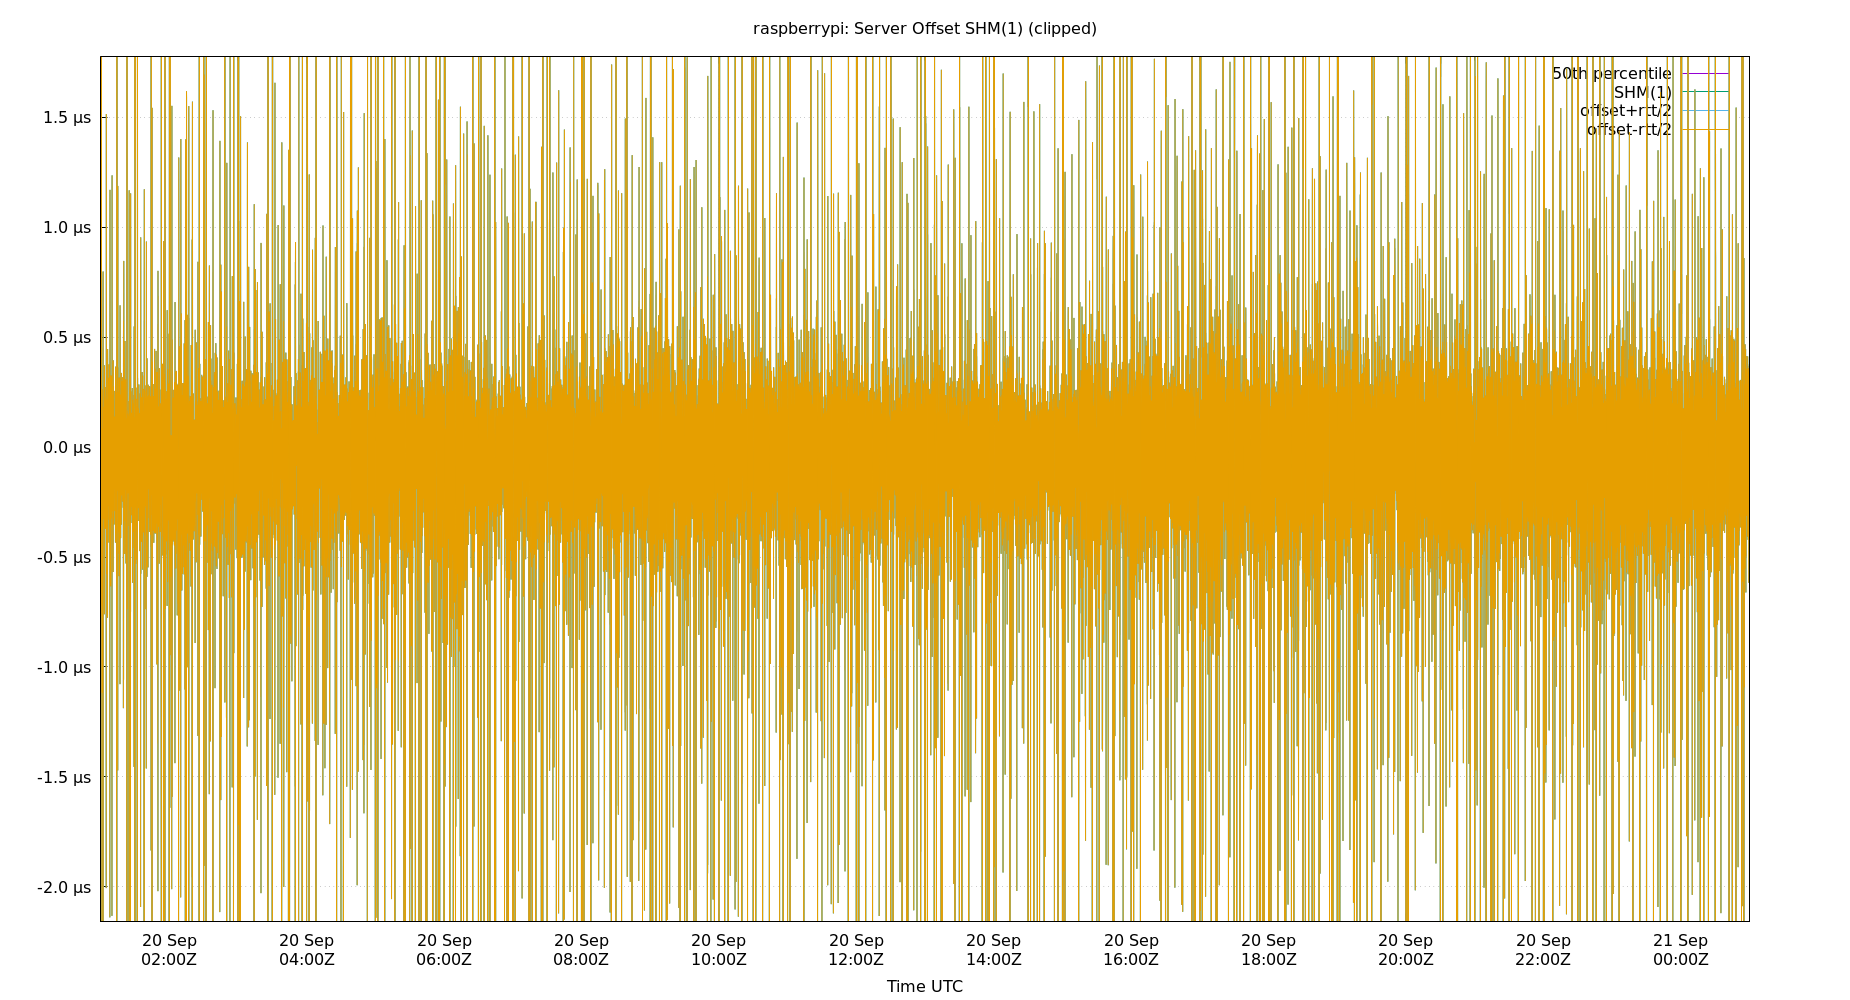 raspberrypi: Server Offset SHM(1) (clipped)
50th percentile
SHM(1)
offset+rtt/2
offset-rtt/2
1.5 µs
1.0 µs
0.5 µs
0.0 µs
-0.5 µs
-1.0 µs
-1.5 µs
-2.0 µs
20 Sep 20 Sep 20 Sep 20 Sep 20 Sep 20 Sep 20 Sep 20 Sep 20 Sep 20 Sep 20 Sep 21 Sep
02:00Z 04:00Z 06:00Z 08:00Z 10:00Z 12:00Z 14:00Z 16:00Z 18:00Z 20:00Z 22:00Z 00:00Z
Time UTC